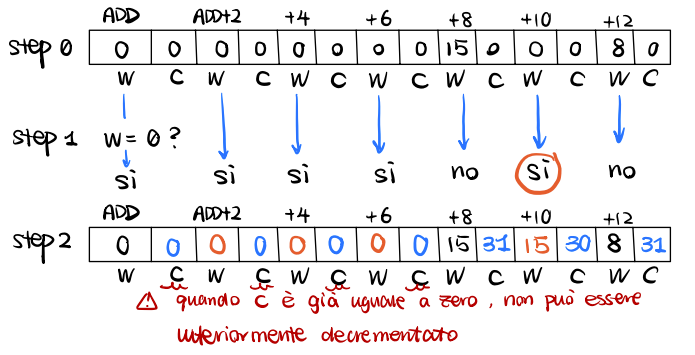 ADD ADD+2 +4 +6 +8 +10 +12
step 0 0 0 0 0 0 0 0 0 15 0 0 0 8 0
W C W C W C W C W C W C W C
step 1 W = 0 ?
sì sì sì sì no sì no
ADD ADD+2 +4 +6 +8 +10 +12
step 2 0 0 0 0 0 0 0 0 15 31 15 30 8 31
W C W C W C W C W C W C W C
⚠ quando C è già uguale a zero, non può essere
ulteriormente decrementato